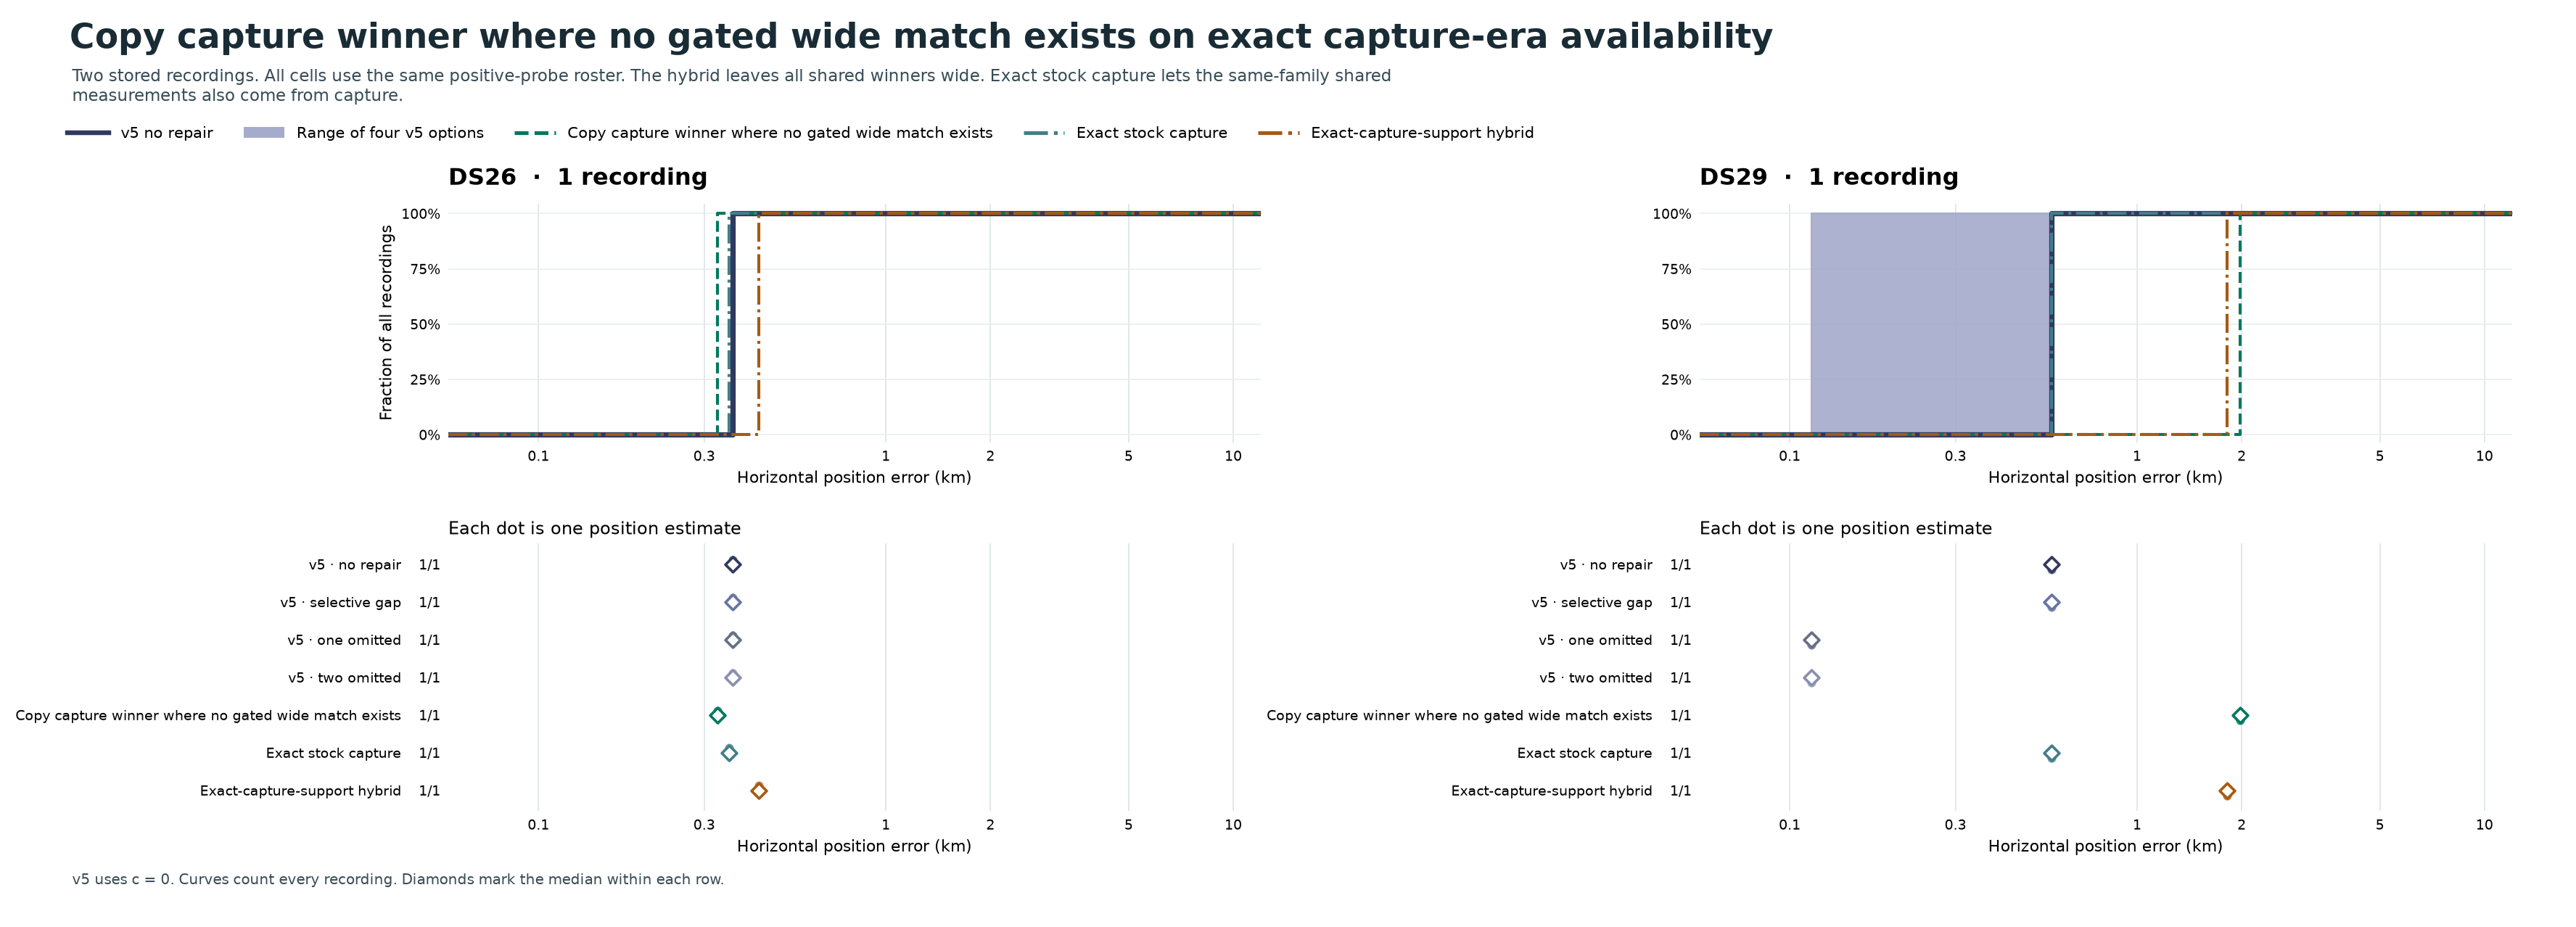 Copy capture winner where no gated wide match exists on exact capture-era availability
Two stored recordings. All cells use the same positive-probe roster. The hybrid leaves all shared winners wide. Exact stock capture lets the same-family shared
measurements also come from capture.
v5 no repair
Range of four v5 options
Copy capture winner where no gated wide match exists
Exact stock capture
Exact-capture-support hybrid
DS26 · 1 recording
Fraction of all recordings
100%
75%
50%
25%
0%
0.1 0.3 1 2 5 10
Horizontal position error (km)
DS29 · 1 recording
100%
75%
50%
25%
0%
0.1 0.3 1 2 5 10
Horizontal position error (km)
Each dot is one position estimate
v5 · no repair 1/1
v5 · selective gap 1/1
v5 · one omitted 1/1
v5 · two omitted 1/1
Copy capture winner where no gated wide match exists 1/1
Exact stock capture 1/1
Exact-capture-support hybrid 1/1
0.1 0.3 1 2 5 10
Horizontal position error (km)
Each dot is one position estimate
v5 · no repair 1/1
v5 · selective gap 1/1
v5 · one omitted 1/1
v5 · two omitted 1/1
Copy capture winner where no gated wide match exists 1/1
Exact stock capture 1/1
Exact-capture-support hybrid 1/1
0.1 0.3 1 2 5 10
Horizontal position error (km)
v5 uses c = 0. Curves count every recording. Diamonds mark the median within each row.